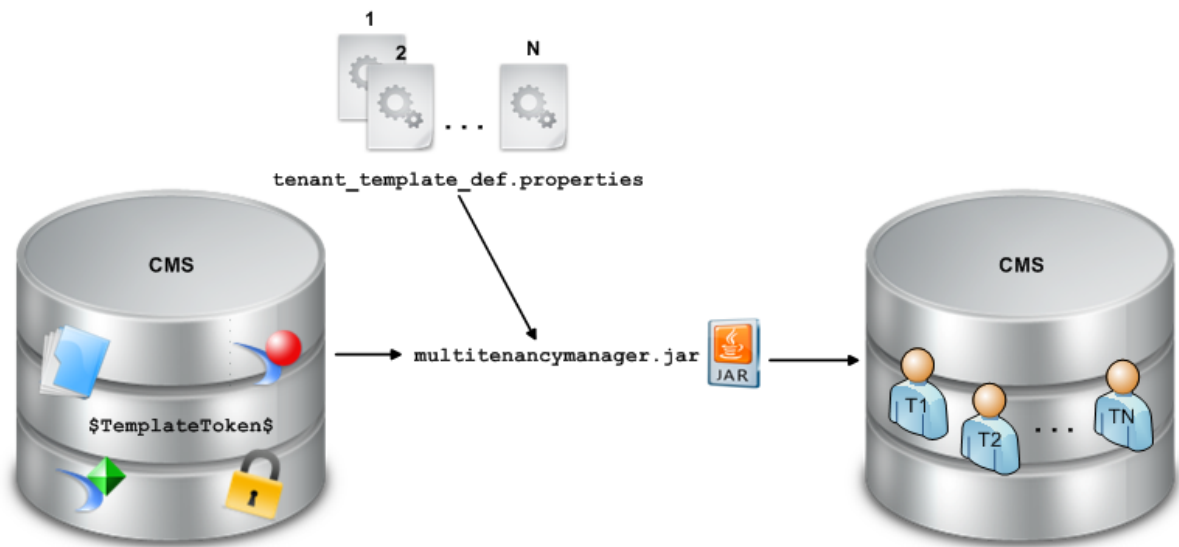 1
2
N
. . .
tenant_template_def.properties
CMS
CMS
multitenancymanager.jar
JAR
$TemplateToken$
T1
T2
. . .
TN